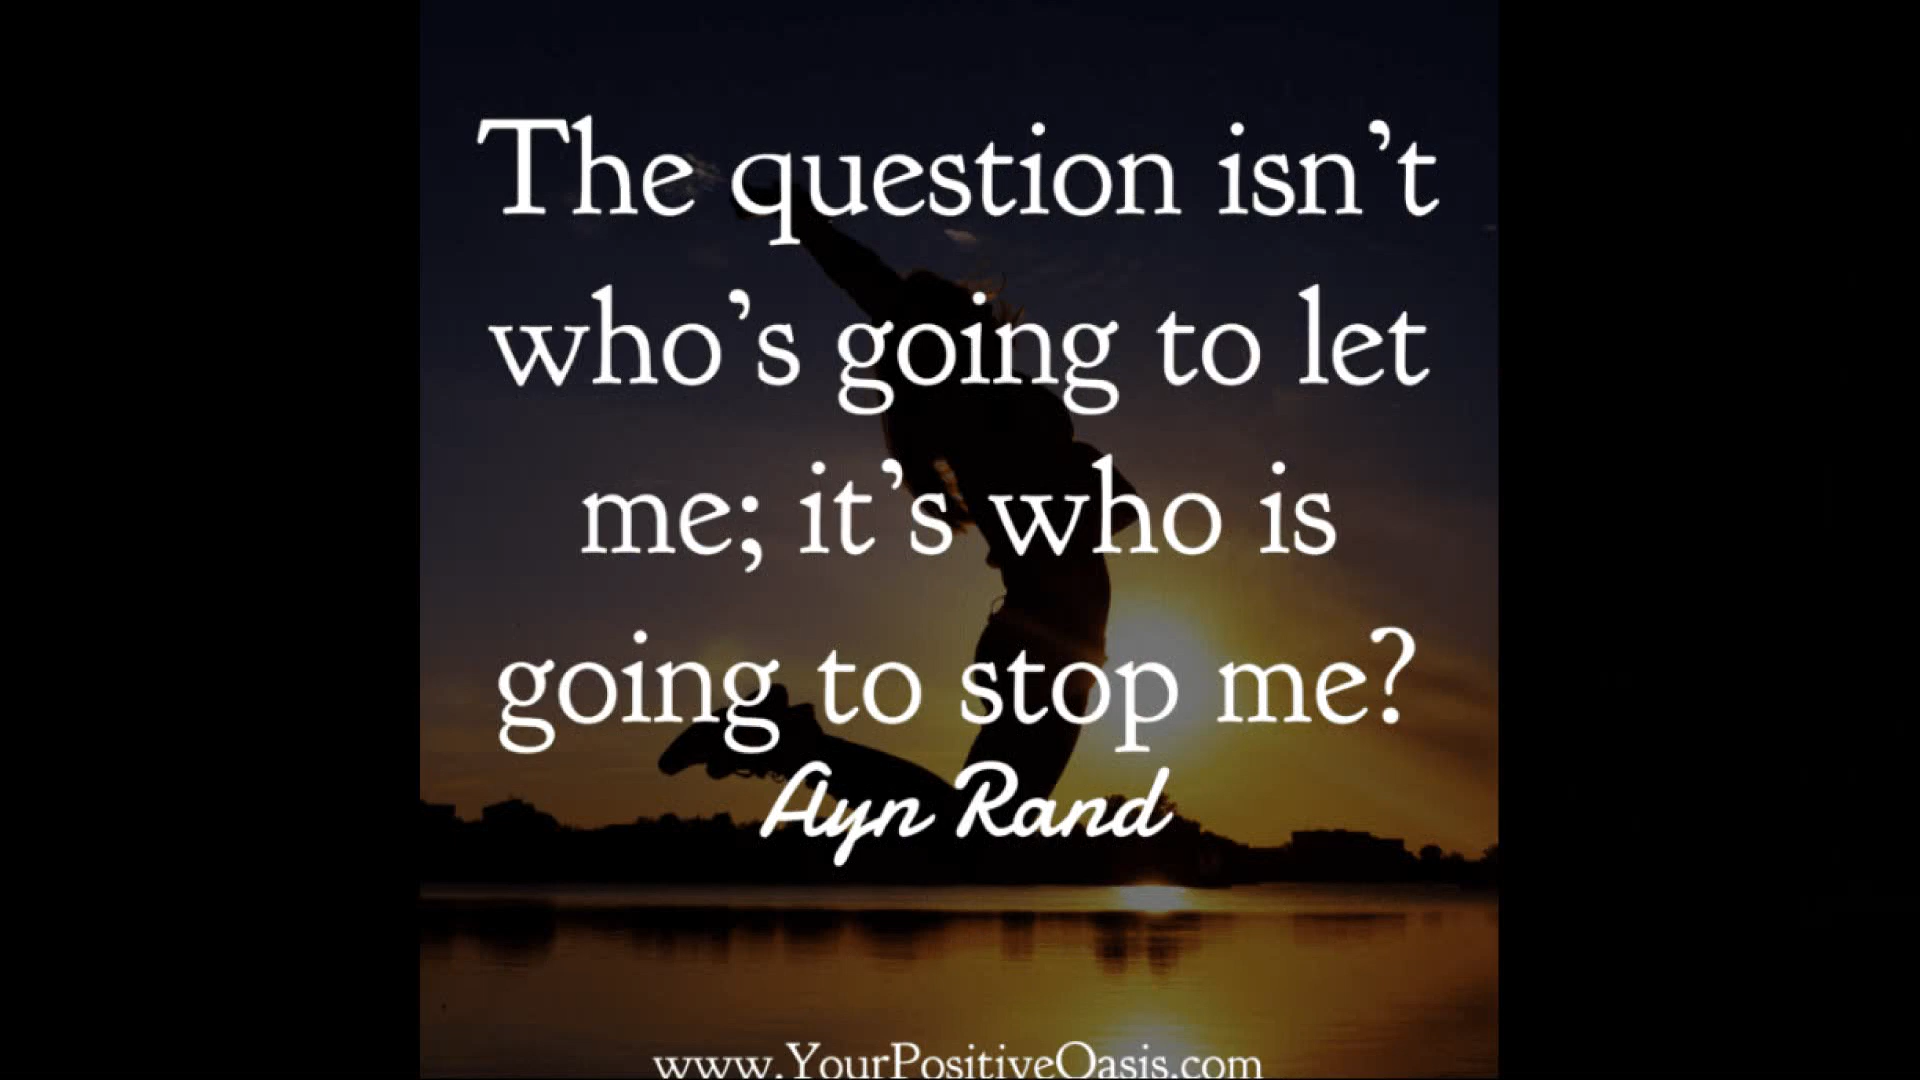 The question isn’t
who’s going to let
me; it’s who is
going to stop me?
Ayn Rand
www.YourPositiveOasis.com